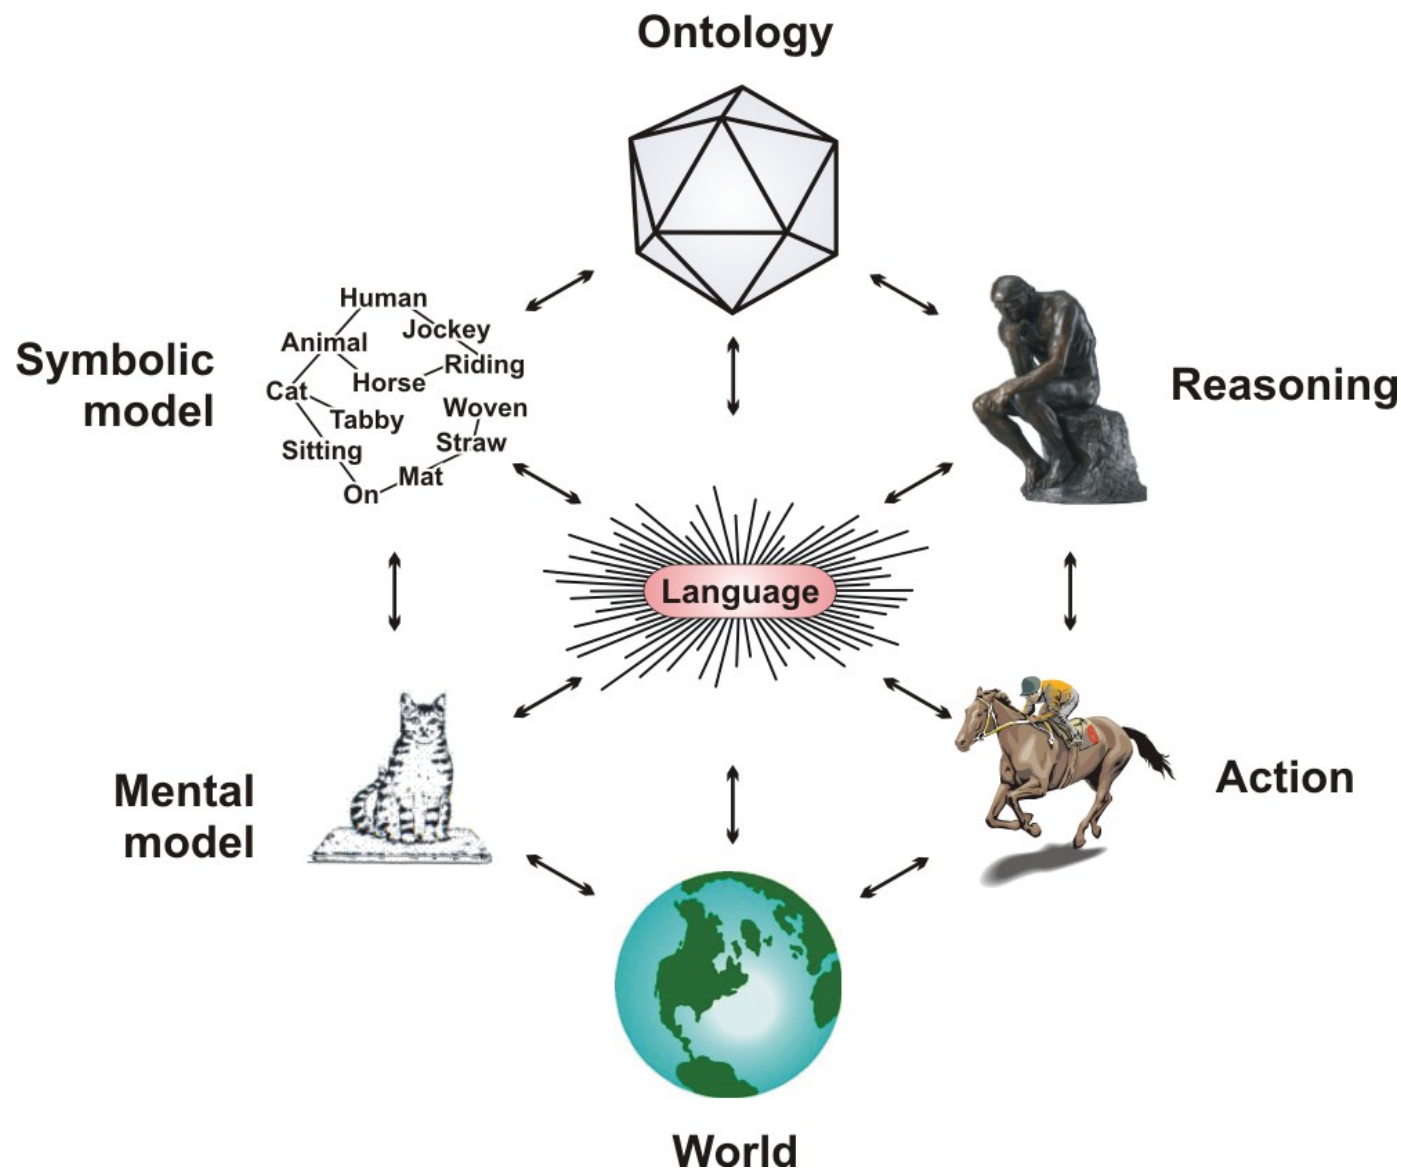 Ontology
Symbolic
model
Human
Jockey
Animal
Riding
Horse
Cat
Woven
Tabby
Straw
Sitting
Mat
On
Reasoning
Language
Mental
model
Action
World